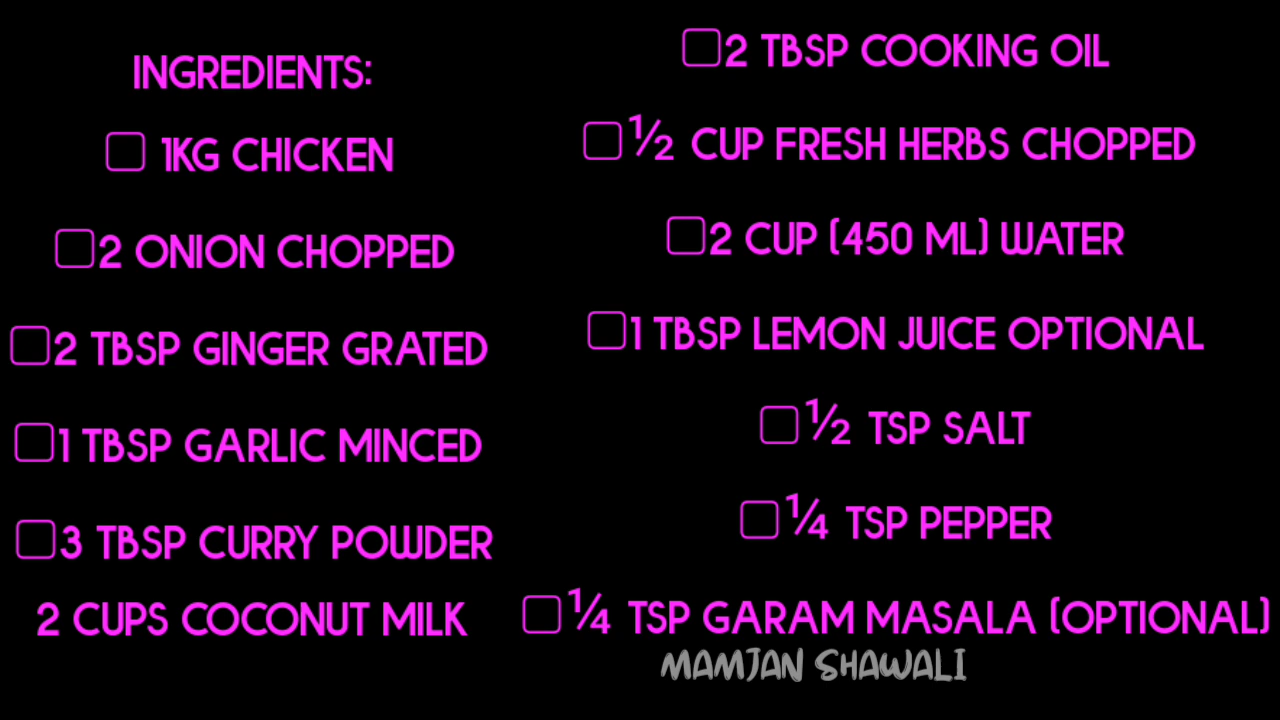 INGREDIENTS:
1KG CHICKEN
2 ONION CHOPPED
2 TBSP GINGER GRATED
1 TBSP GARLIC MINCED
3 TBSP CURRY POWDER
2 CUPS COCONUT MILK
2 TBSP COOKING OIL
½ CUP FRESH HERBS CHOPPED
2 CUP (450 ML) WATER
1 TBSP LEMON JUICE OPTIONAL
½ TSP SALT
¼ TSP PEPPER
¼ TSP GARAM MASALA (OPTIONAL)
MAMJAN SHAWALI